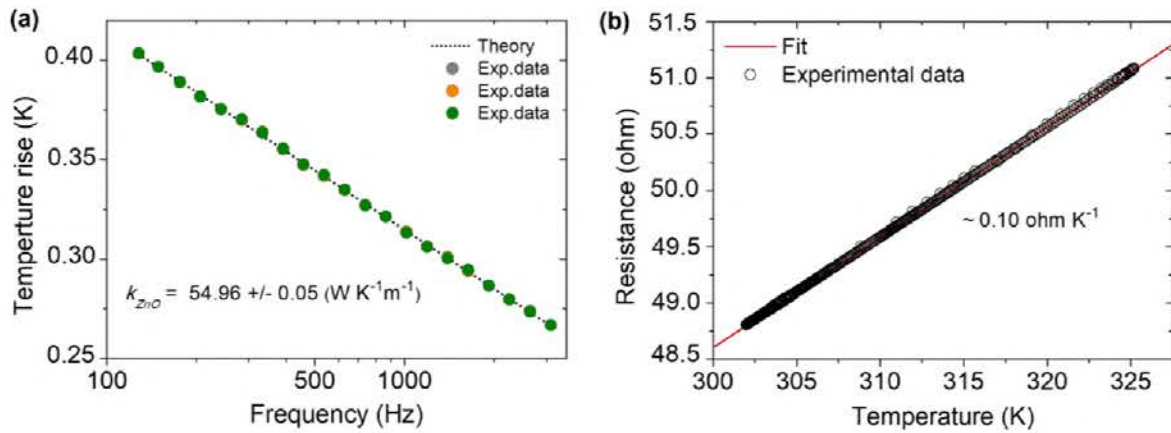 (a)
0.40
0.35
0.30
0.25
Temperture rise (K)
Theory
Exp.data
Exp.data
Exp.data
k_ZnO = 54.96 +/- 0.05 (W K⁻¹m⁻¹)
100
500
1000
Frequency (Hz)
(b)
51.5
51.0
50.5
50.0
49.5
49.0
48.5
Resistance (ohm)
Fit
Experimental data
~ 0.10 ohm K⁻¹
300
305
310
315
320
325
Temperature (K)